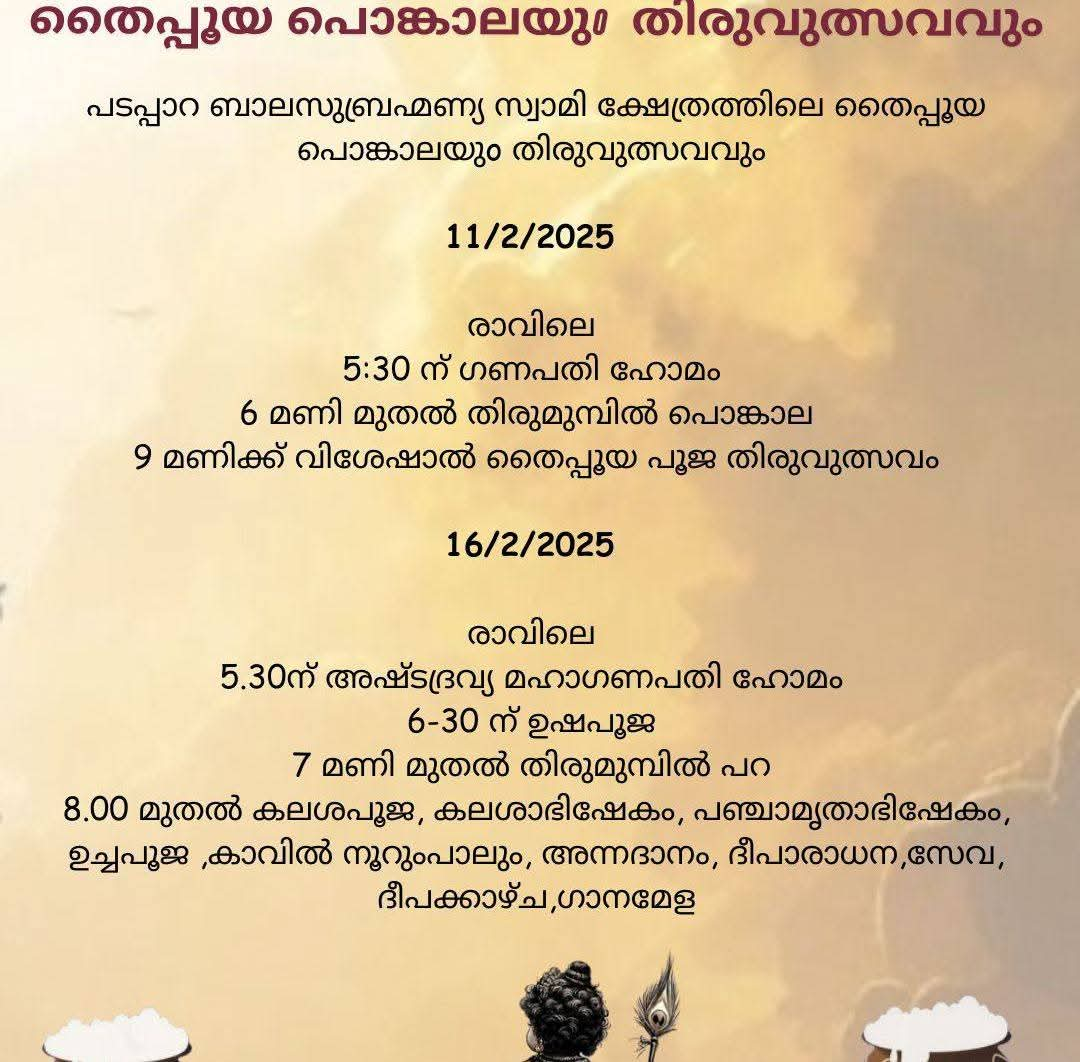 തൈപ്പൂയ പൊങ്കാലയും തിരുവുത്സവവും
പടപ്പാറ ബാലസുബ്രഹ്മണ്യ സ്വാമി ക്ഷേത്രത്തിലെ തൈപ്പൂയ
പൊങ്കാലയും തിരുവുത്സവവും
11/2/2025
രാവിലെ
5:30 ന് ഗണപതി ഹോമം
6 മണി മുതൽ തിരുമുമ്പിൽ പൊങ്കാല
9 മണിക്ക് വിശേഷാൽ തൈപ്പൂയ പൂജ തിരുവുത്സവം
16/2/2025
രാവിലെ
5.30ന് അഷ്ടദ്രവ്യ മഹാഗണപതി ഹോമം
6-30 ന് ഉഷപൂജ
7 മണി മുതൽ തിരുമുമ്പിൽ പറ
8.00 മുതൽ കലശപൂജ, കലശാഭിഷേകം, പഞ്ചാമൃതാഭിഷേകം,
ഉച്ചപൂജ ,കാവിൽ നൂറുംപാലും, അന്നദാനം, ദീപാരാധന,സേവ,
ദീപക്കാഴ്ച,ഗാനമേള